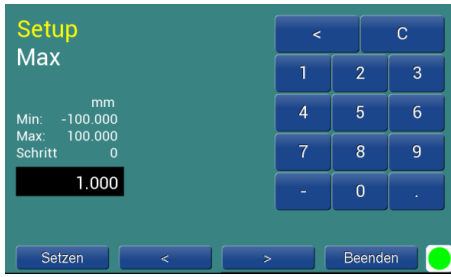 Setup
Max
mm
Min: -100.000
Max: 100.000
Schritt 0
1.000
< C
1 2 3
4 5 6
7 8 9
- 0 .
Setzen < > Beenden